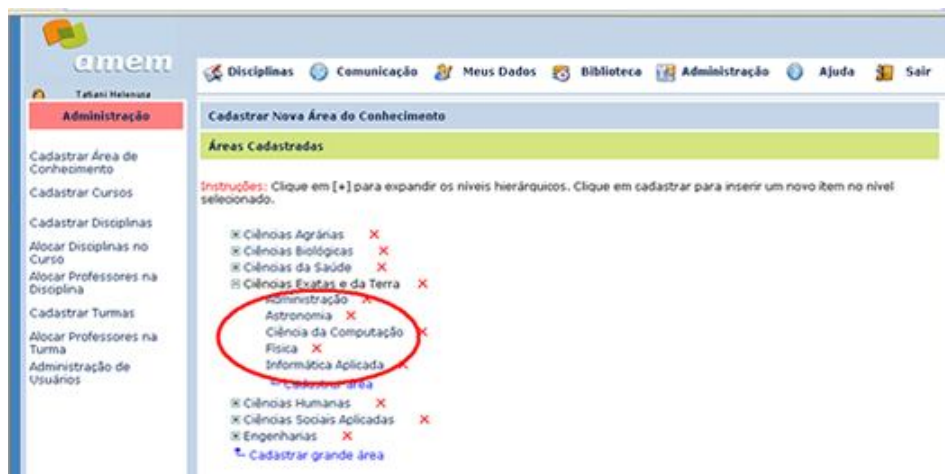 amem
Disciplinas Comunicação Meus Dados Biblioteca Administração Ajuda Sair
Tatiani Helenusa
Administração
Cadastrar Área de
Conhecimento
Cadastrar Cursos
Cadastrar Disciplinas
Alocar Disciplinas no
Curso
Alocar Professores na
Disciplina
Cadastrar Turmas
Alocar Professores na
Turma
Administração de
Usuários
Cadastrar Nova Área do Conhecimento
Áreas Cadastradas
Instruções: Clique em [+] para expandir os níveis hierárquicos. Clique em cadastrar para inserir um novo item no nível
selecionado.
Ciências Agrárias
Ciências Biológicas
Ciências da Saúde
Ciências Exatas e da Terra
Administração
Astronomia
Ciência da Computação
Física
Informática Aplicada
Cadastrar área
Ciências Humanas
Ciências Sociais Aplicadas
Engenharias
Cadastrar grande área